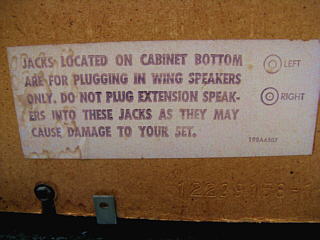 JACKS LOCATED ON CABINET BOTTOM
ARE FOR PLUGGING IN WING SPEAKERS
ONLY. DO NOT PLUG EXTENSION SPEAK-
ERS INTO THESE JACKS AS THEY MAY
CAUSE DAMAGE TO YOUR SET.
LEFT
RIGHT